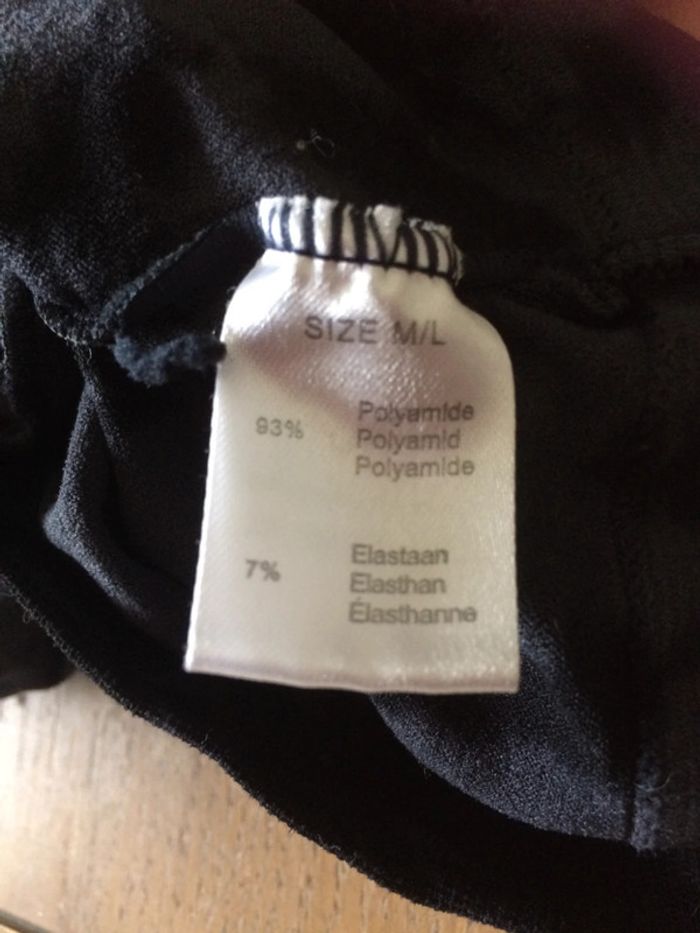 SIZE M/L
93% Polyamide
Polyamid
Polyamide
7% Elastaan
Elasthan
Élasthanne